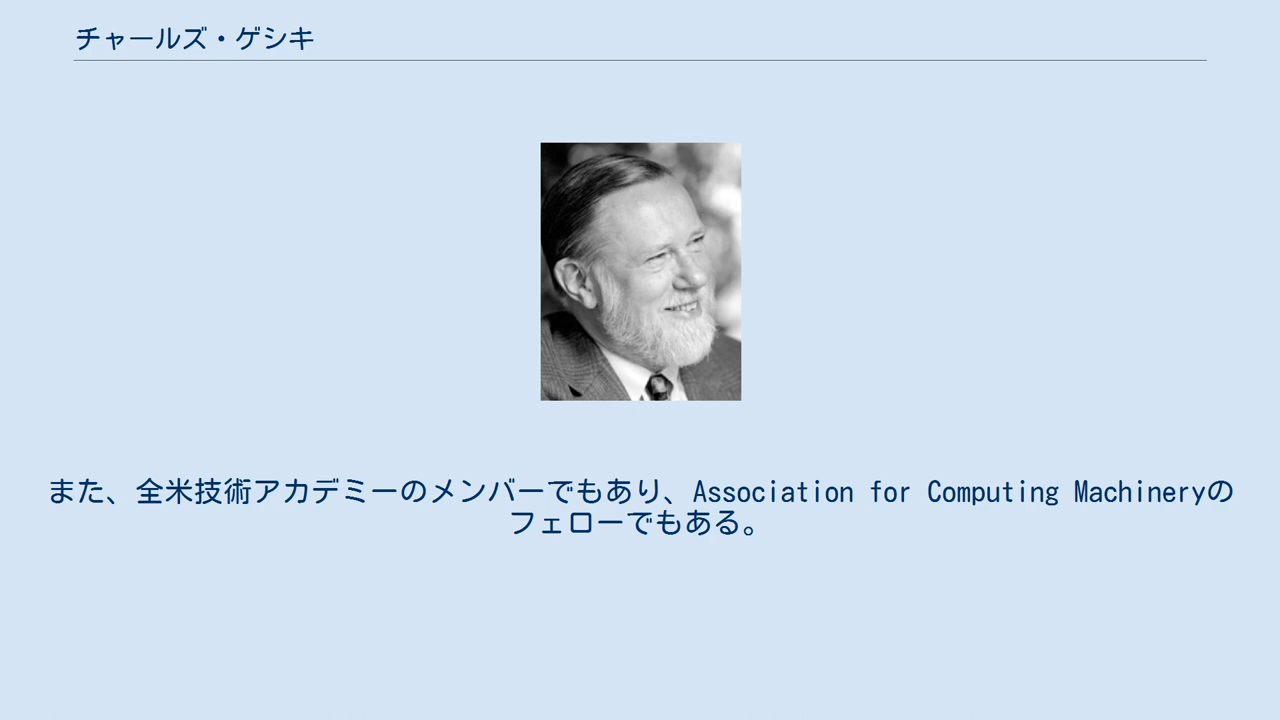 チャールズ・ゲシキ
また、全米技術アカデミーのメンバーでもあり、Association for Computing Machineryの
フェローでもある。